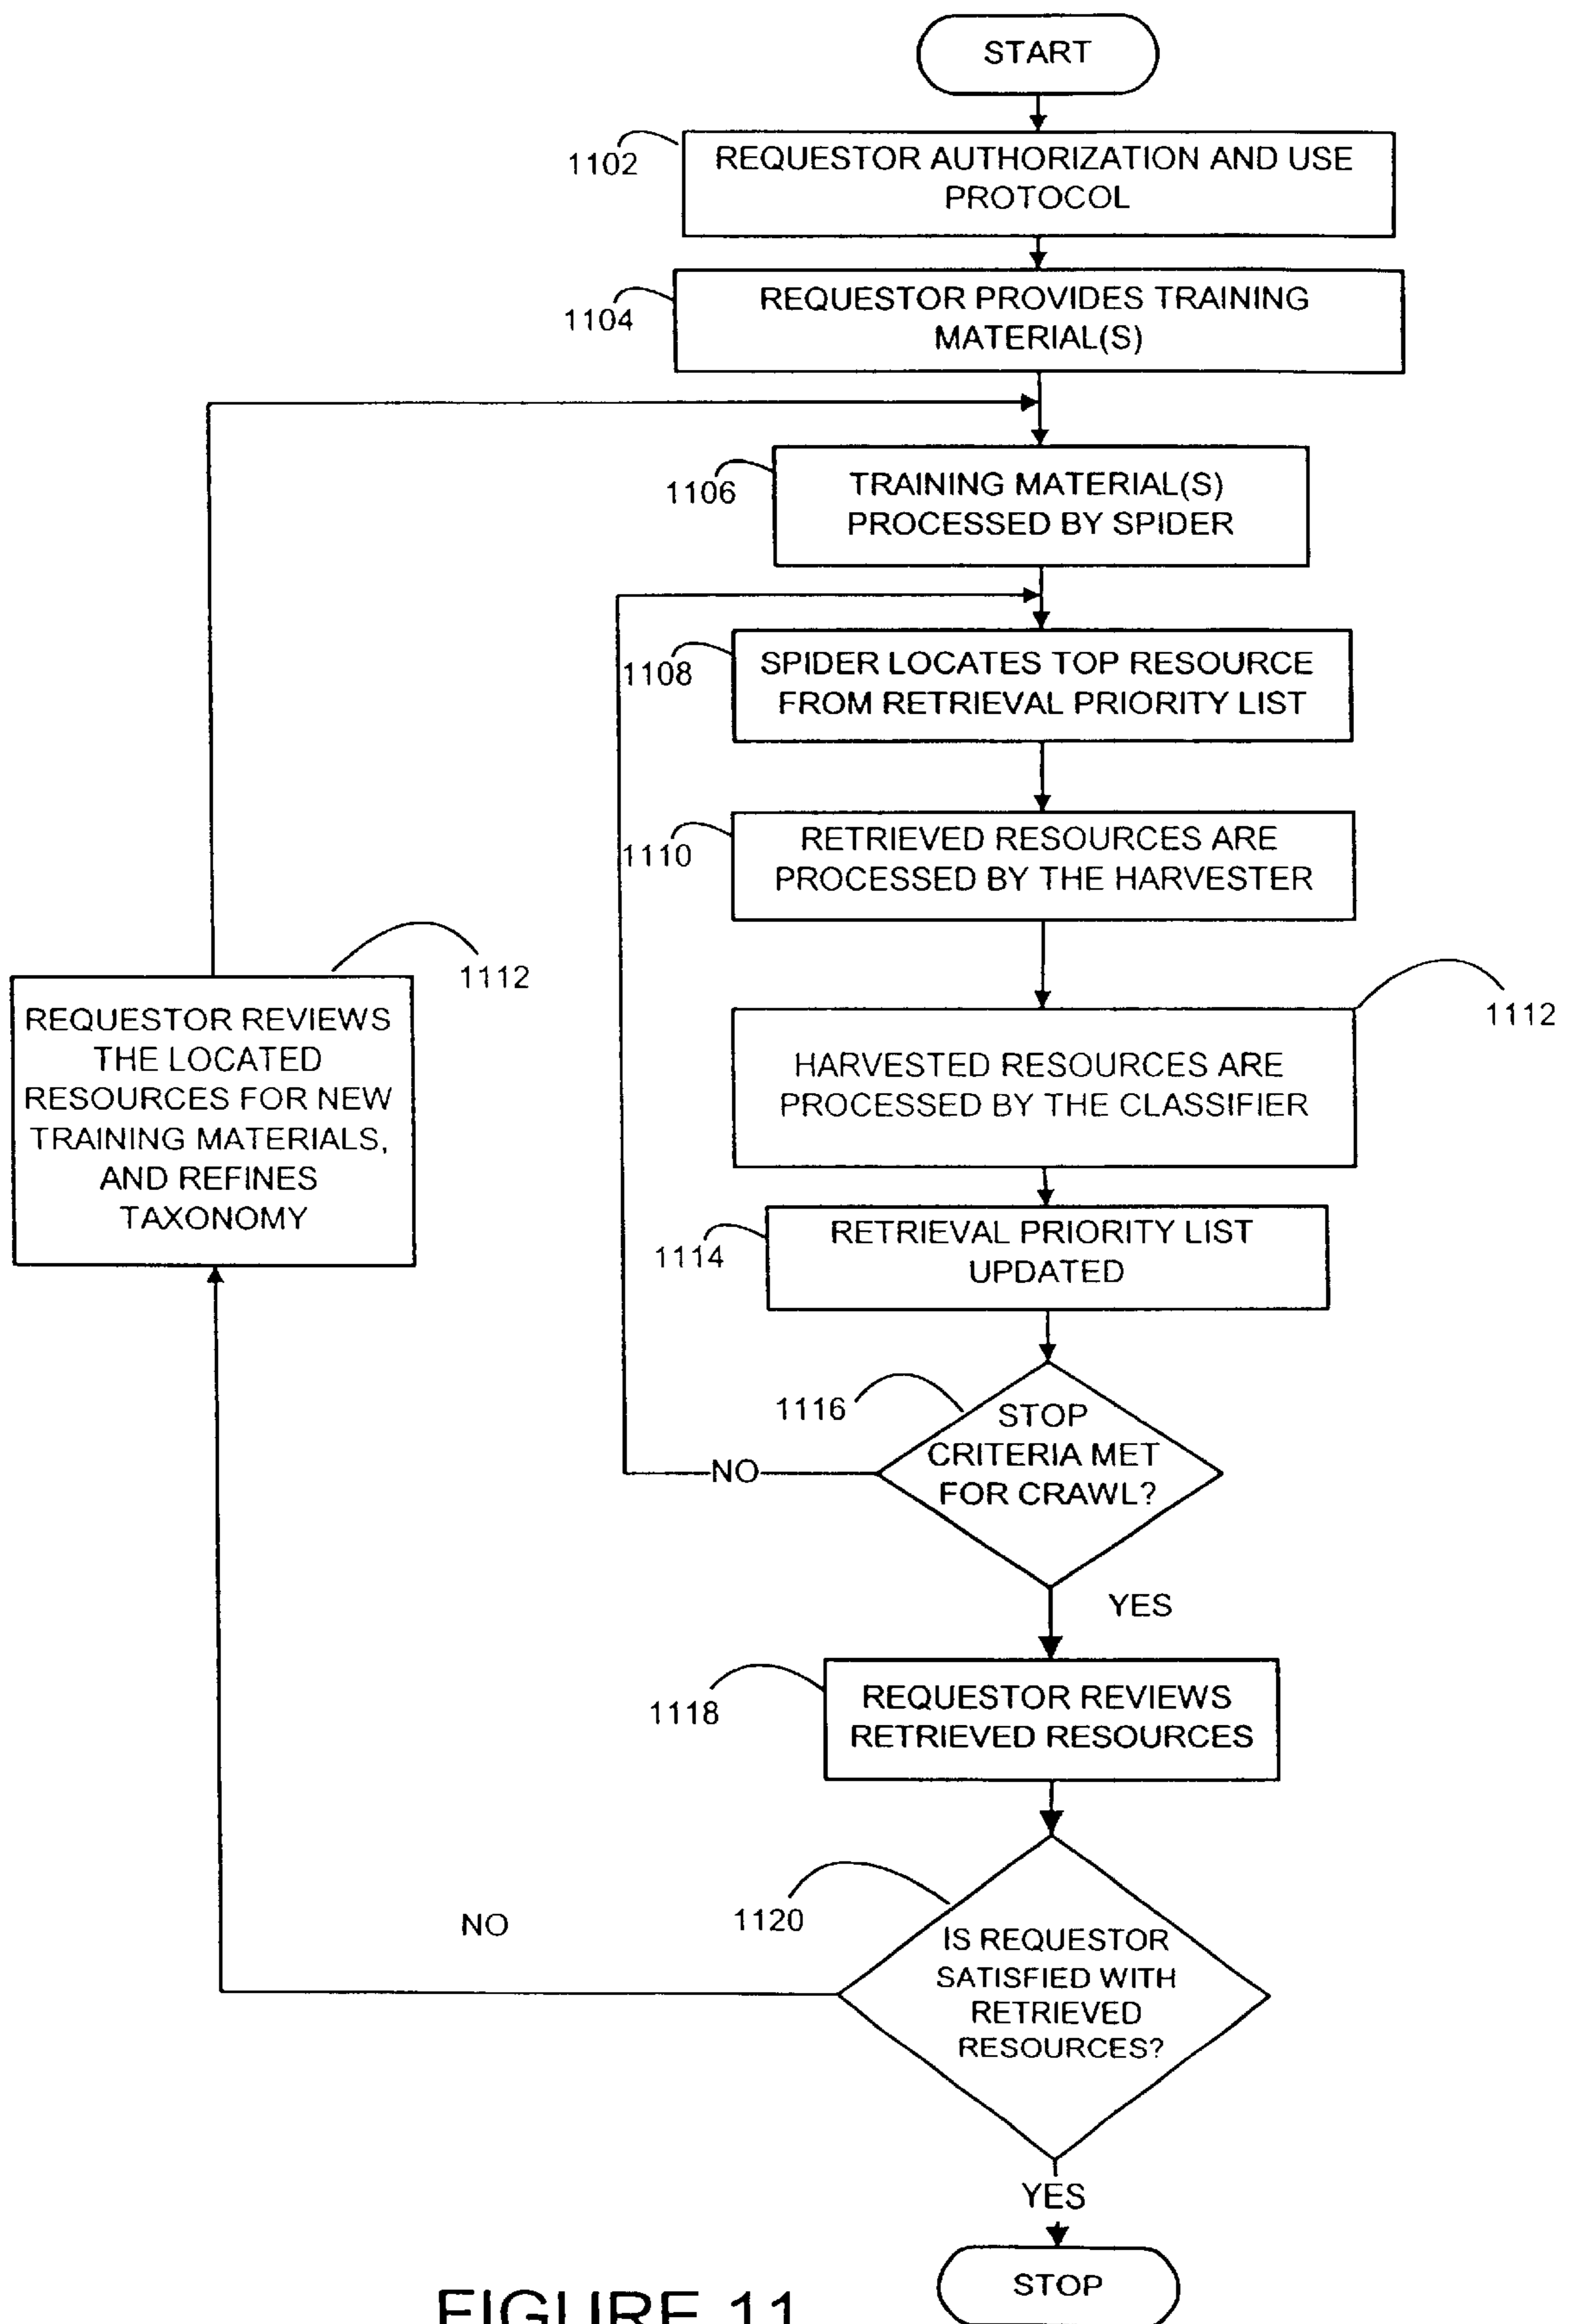 START
1102
REQUESTOR AUTHORIZATION AND USE
PROTOCOL
1104
REQUESTOR PROVIDES TRAINING
MATERIAL(S)
1106
TRAINING MATERIAL(S)
PROCESSED BY SPIDER
1108
SPIDER LOCATES TOP RESOURCE
FROM RETRIEVAL PRIORITY LIST
1110
RETRIEVED RESOURCES ARE
PROCESSED BY THE HARVESTER
1112
REQUESTOR REVIEWS
THE LOCATED
RESOURCES FOR NEW
TRAINING MATERIALS,
AND REFINES
TAXONOMY
1112
HARVESTED RESOURCES ARE
PROCESSED BY THE CLASSIFIER
1114
RETRIEVAL PRIORITY LIST
UPDATED
1116
STOP
CRITERIA MET
FOR CRAWL?
NO
YES
1118
REQUESTOR REVIEWS
RETRIEVED RESOURCES
1120
IS REQUESTOR
SATISFIED WITH
RETRIEVED
RESOURCES?
NO
YES
STOP
FIGURE 11